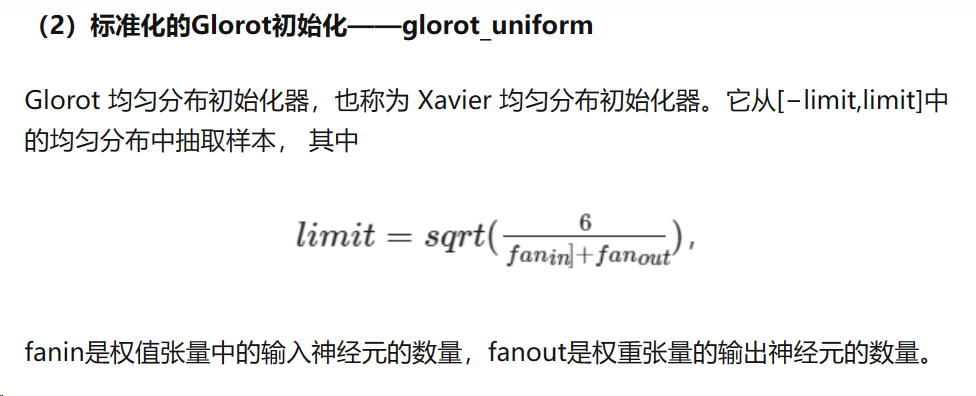 （2）标准化的Glorot初始化——glorot_uniform
Glorot 均匀分布初始化器，也称为 Xavier 均匀分布初始化器。它从[−limit,limit]中
的均匀分布中抽取样本， 其中
limit = sqrt(6/fanin]+fanout),
fanin是权值张量中的输入神经元的数量，fanout是权重张量的输出神经元的数量。